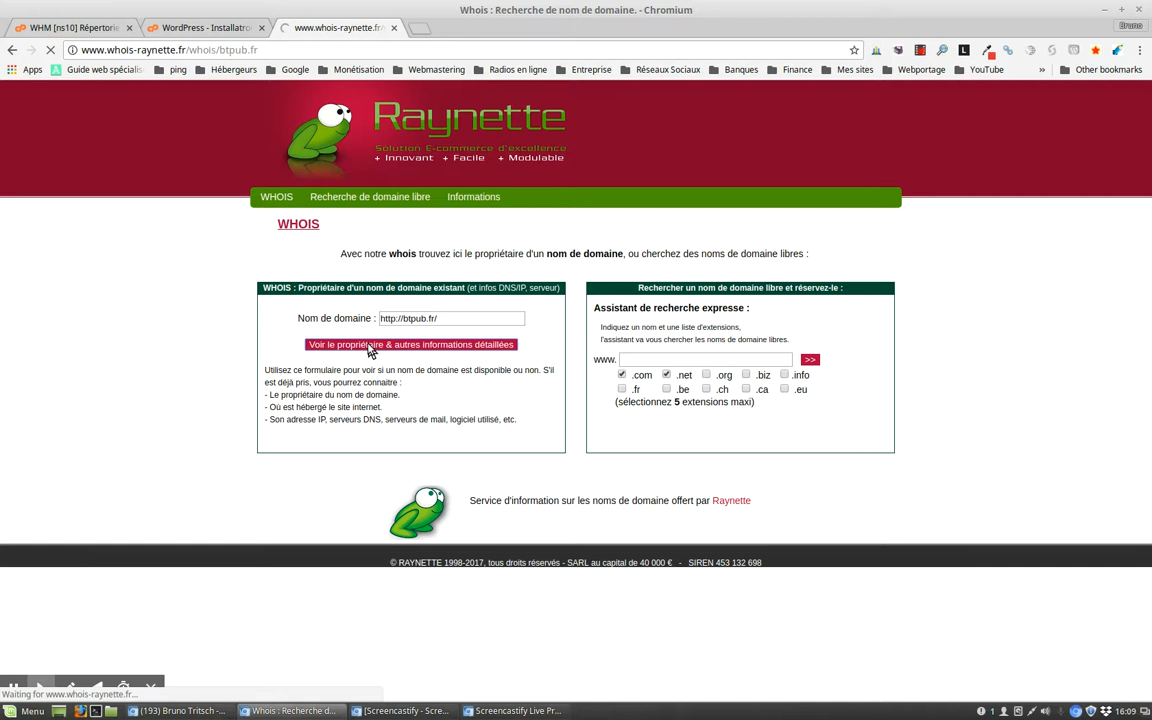 Whois : Recherche de nom de domaine. - Chromium
WHM [ns10] Répertorie
WordPress - Installatro
www.whois-raynette.fr/
Bruno
www.whois-raynette.fr/whois/btpub.fr
Apps
Guide web spécialis
ping
Hébergeurs
Google
Monétisation
Webmastering
Radios en ligne
Entreprise
Réseaux Sociaux
Banques
Finance
Mes sites
Webportage
YouTube
»
Other bookmarks
Raynette
Solution E-commerce d'excellence
+ Innovant + Facile + Modulable
WHOIS
Recherche de domaine libre
Informations
WHOIS
Avec notre whois trouvez ici le propriétaire d'un nom de domaine, ou cherchez des noms de domaine libres :
WHOIS : Propriétaire d'un nom de domaine existant (et infos DNS/IP, serveur)
Nom de domaine : http://btpub.fr/
Voir le propriétaire & autres informations détaillées
Utilisez ce formulaire pour voir si un nom de domaine est disponible ou non. S'il
est déjà pris, vous pourrez connaitre :
- Le propriétaire du nom de domaine.
- Où est hébergé le site internet.
- Son adresse IP, serveurs DNS, serveurs de mail, logiciel utilisé, etc.
Rechercher un nom de domaine libre et réservez-le :
Assistant de recherche expresse :
Indiquez un nom et une liste d'extensions,
l'assistant va vous chercher les noms de domaine libres.
www. >>
.com .net .org .biz .info
.fr .be .ch .ca .eu
(sélectionnez 5 extensions maxi)
Service d'information sur les noms de domaine offert par Raynette
© RAYNETTE 1998-2017, tous droits réservés - SARL au capital de 40 000 € - SIREN 453 132 698
Waiting for www.whois-raynette.fr...
Menu
(193) Bruno Tritsch -...
Whois : Recherche d...
[Screencastify - Scre...
Screencastify Live Pr...
1
16:09